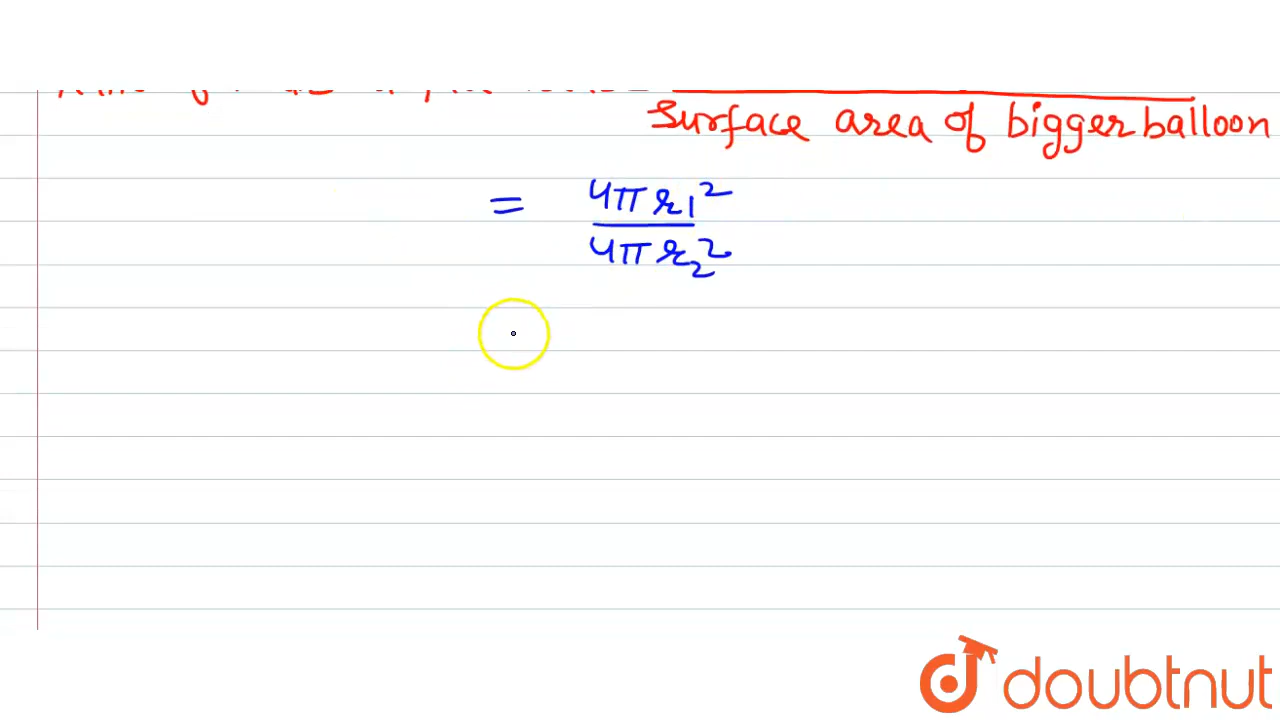 surface area of bigger balloon
= 4πr₁²
4πr₂²
doubtnut